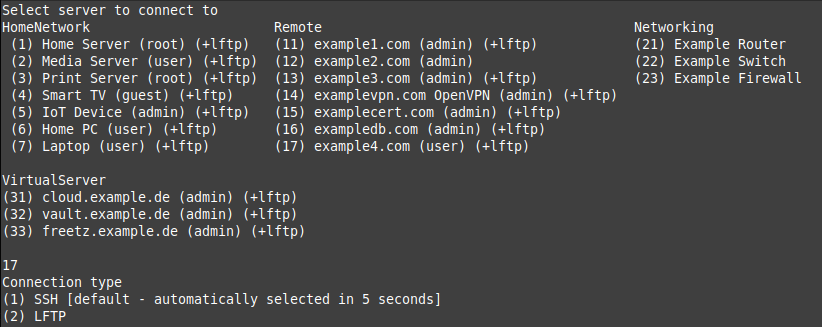 Select server to connect to
HomeNetwork                       Remote                                      Networking
 (1) Home Server (root) (+lftp)   (11) example1.com (admin) (+lftp)            (21) Example Router
 (2) Media Server (user) (+lftp)  (12) example2.com (admin)                    (22) Example Switch
 (3) Print Server (root) (+lftp)  (13) example3.com (admin) (+lftp)            (23) Example Firewall
 (4) Smart TV (guest) (+lftp)     (14) examplevpn.com OpenVPN (admin) (+lftp)
 (5) IoT Device (admin) (+lftp)   (15) examplecert.com (admin) (+lftp)
 (6) Home PC (user) (+lftp)       (16) exampledb.com (admin) (+lftp)
 (7) Laptop (user) (+lftp)        (17) example4.com (user) (+lftp)

VirtualServer
(31) cloud.example.de (admin) (+lftp)
(32) vault.example.de (admin) (+lftp)
(33) freetz.example.de (admin) (+lftp)

17
Connection type
(1) SSH [default - automatically selected in 5 seconds]
(2) LFTP